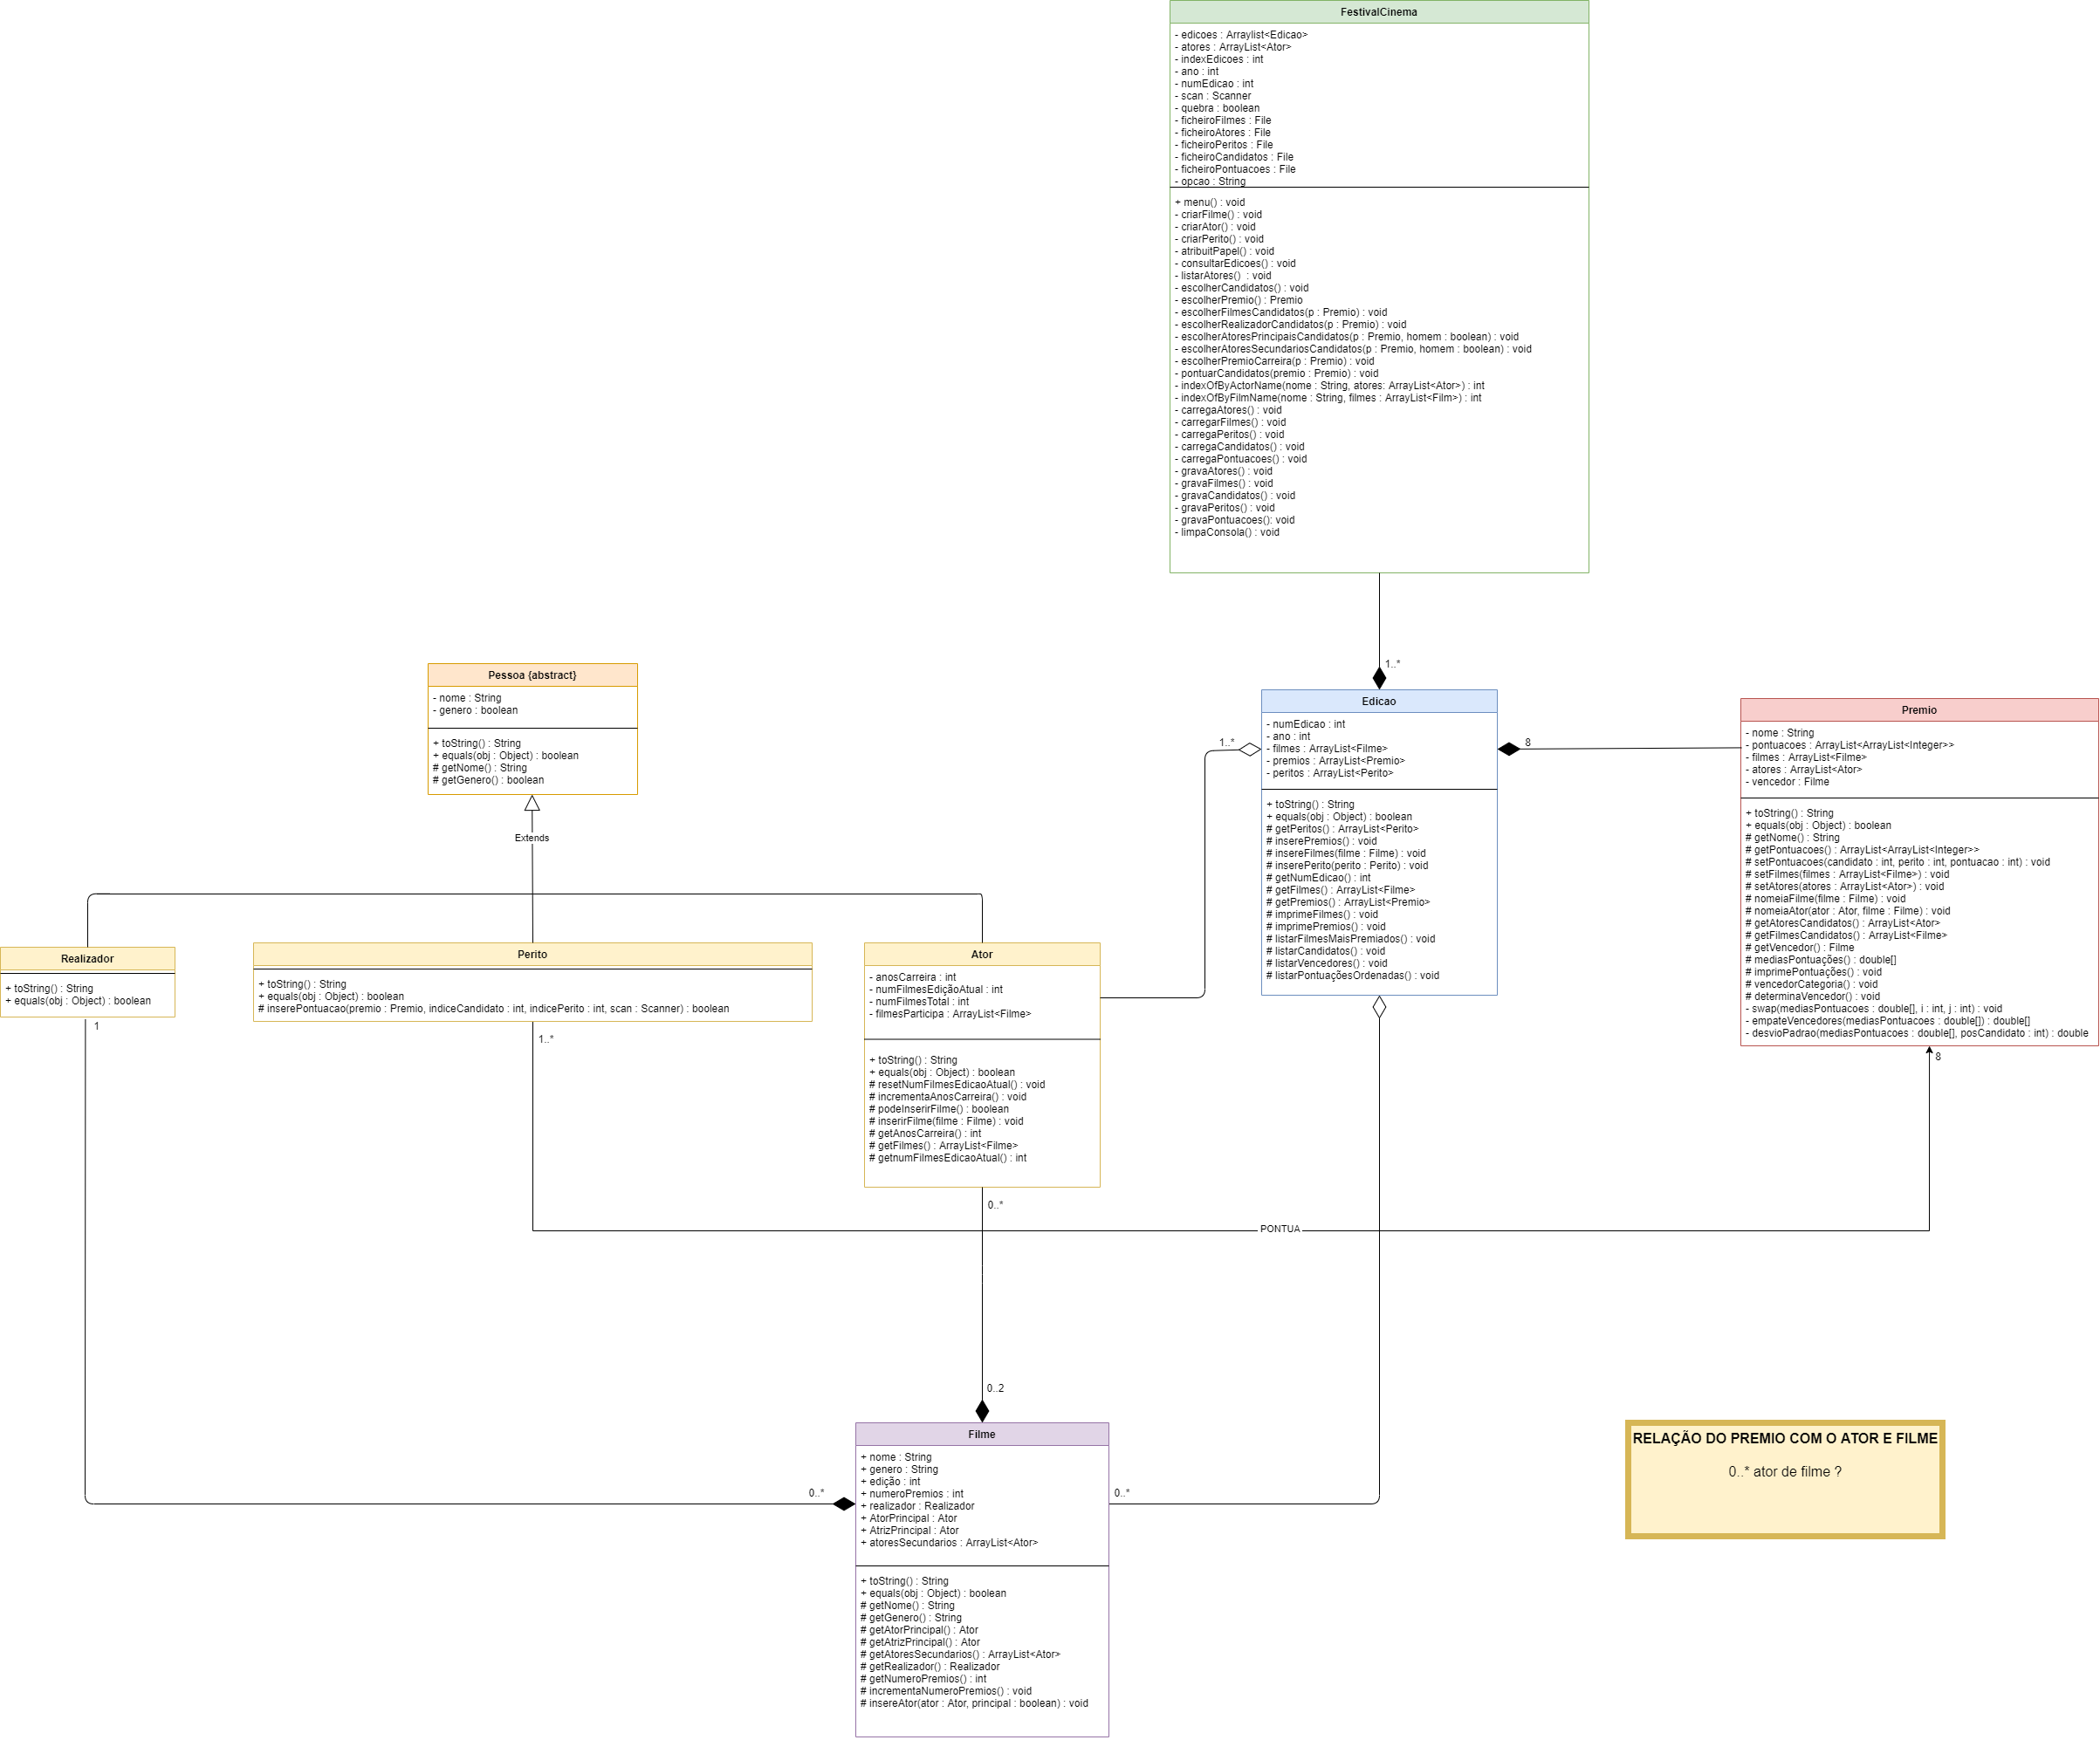 FestivalCinema
- edicoes : Arraylist<Edicao>
- atores : ArrayList<Ator>
- indexEdicoes : int
- ano : int
- numEdicao : int
- scan : Scanner
- quebra : boolean
- ficheiroFilmes : File
- ficheiroAtores : File
- ficheiroPeritos : File
- ficheiroCandidatos : File
- ficheiroPontuacoes : File
- opcao : String
+ menu() : void
- criarFilme() : void
- criarAtor() : void
- criarPerito() : void
- atribuitPapel() : void
- consultarEdicoes() : void
- listarAtores()  : void
- escolherCandidatos() : void
- escolherPremio() : Premio
- escolherFilmesCandidatos(p : Premio) : void
- escolherRealizadorCandidatos(p : Premio) : void
- escolherAtoresPrincipaisCandidatos(p : Premio, homem : boolean) : void
- escolherAtoresSecundariosCandidatos(p : Premio, homem : boolean) : void
- escolherPremioCarreira(p : Premio) : void
- pontuarCandidatos(premio : Premio) : void
- indexOfByActorName(nome : String, atores: ArrayList<Ator>) : int
- indexOfByFilmName(nome : String, filmes : ArrayList<Film>) : int
- carregaAtores() : void
- carregarFilmes() : void
- carregaPeritos() : void
- carregaCandidatos() : void
- carregaPontuacoes() : void
- gravaAtores() : void
- gravaFilmes() : void
- gravaCandidatos() : void
- gravaPeritos() : void
- gravaPontuacoes(): void
- limpaConsola() : void
1..*
Pessoa {abstract}
- nome : String
- genero : boolean
+ toString() : String
+ equals(obj : Object) : boolean
# getNome() : String
# getGenero() : boolean
Extends
Edicao
- numEdicao : int
- ano : int
- filmes : ArrayList<Filme>
- premios : ArrayList<Premio>
- peritos : ArrayList<Perito>
+ toString() : String
+ equals(obj : Object) : boolean
# getPeritos() : ArrayList<Perito>
# inserePremios() : void
# insereFilmes(filme : Filme) : void
# inserePerito(perito : Perito) : void
# getNumEdicao() : int
# getFilmes() : ArrayList<Filme>
# getPremios() : ArrayList<Premio>
# imprimeFilmes() : void
# imprimePremios() : void
# listarFilmesMaisPremiados() : void
# listarCandidatos() : void
# listarVencedores() : void
# listarPontuaçõesOrdenadas() : void
1..*
8
Premio
- nome : String
- pontuacoes : ArrayList<ArrayList<Integer>>
- filmes : ArrayList<Filme>
- atores : ArrayList<Ator>
- vencedor : Filme
+ toString() : String
+ equals(obj : Object) : boolean
# getNome() : String
# getPontuacoes() : ArrayList<ArrayList<Integer>>
# setPontuacoes(candidato : int, perito : int, pontuacao : int) : void
# setFilmes(filmes : ArrayList<Filme>) : void
# setAtores(atores : ArrayList<Ator>) : void
# nomeiaFilme(filme : Filme) : void
# nomeiaAtor(ator : Ator, filme : Filme) : void
# getAtoresCandidatos() : ArrayList<Ator>
# getFilmesCandidatos() : ArrayList<Filme>
# getVencedor() : Filme
# mediasPontuações() : double[]
# imprimePontuações() : void
# vencedorCategoria() : void
# determinaVencedor() : void
- swap(mediasPontuacoes : double[], i : int, j : int) : void
- empateVencedores(mediasPontuacoes : double[]) : double[]
- desvioPadrao(mediasPontuacoes : double[], posCandidato : int) : double
8
Realizador
+ toString() : String
+ equals(obj : Object) : boolean
1
Perito
+ toString() : String
+ equals(obj : Object) : boolean
# inserePontuacao(premio : Premio, indiceCandidato : int, indicePerito : int, scan : Scanner) : boolean
1..*
Ator
- anosCarreira : int
- numFilmesEdiçãoAtual : int
- numFilmesTotal : int
- filmesParticipa : ArrayList<Filme>
+ toString() : String
+ equals(obj : Object) : boolean
# resetNumFilmesEdicaoAtual() : void
# incrementaAnosCarreira() : void
# podeInserirFilme() : boolean
# inserirFilme(filme : Filme) : void
# getAnosCarreira() : int
# getFilmes() : ArrayList<Filme>
# getnumFilmesEdicaoAtual() : int
0..*
PONTUA
0..2
0..*
0..*
Filme
+ nome : String
+ genero : String
+ edição : int
+ numeroPremios : int
+ realizador : Realizador
+ AtorPrincipal : Ator
+ AtrizPrincipal : Ator
+ atoresSecundarios : ArrayList<Ator>
+ toString() : String
+ equals(obj : Object) : boolean
# getNome() : String
# getGenero() : String
# getAtorPrincipal() : Ator
# getAtrizPrincipal() : Ator
# getAtoresSecundarios() : ArrayList<Ator>
# getRealizador() : Realizador
# getNumeroPremios() : int
# incrementaNumeroPremios() : void
# insereAtor(ator : Ator, principal : boolean) : void
RELAÇÃO DO PREMIO COM O ATOR E FILME
0..* ator de filme ?